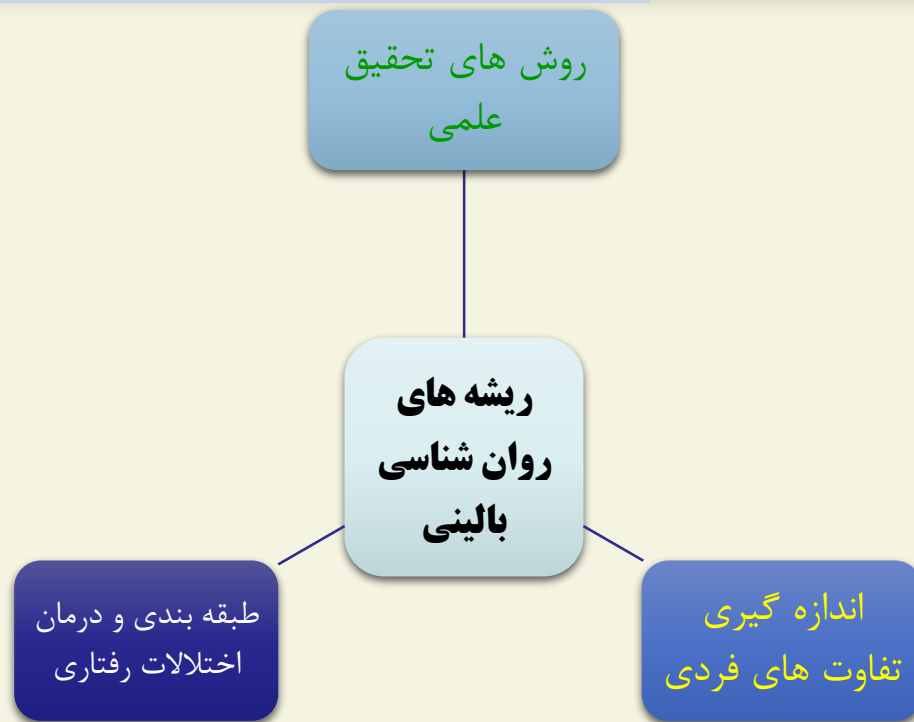 روش های تحقیق
علمی
ریشه های
روان شناسی
بالینی
اندازه گیری
تفاوت های فردی
طبقه بندی و درمان
اختلالات رفتاری